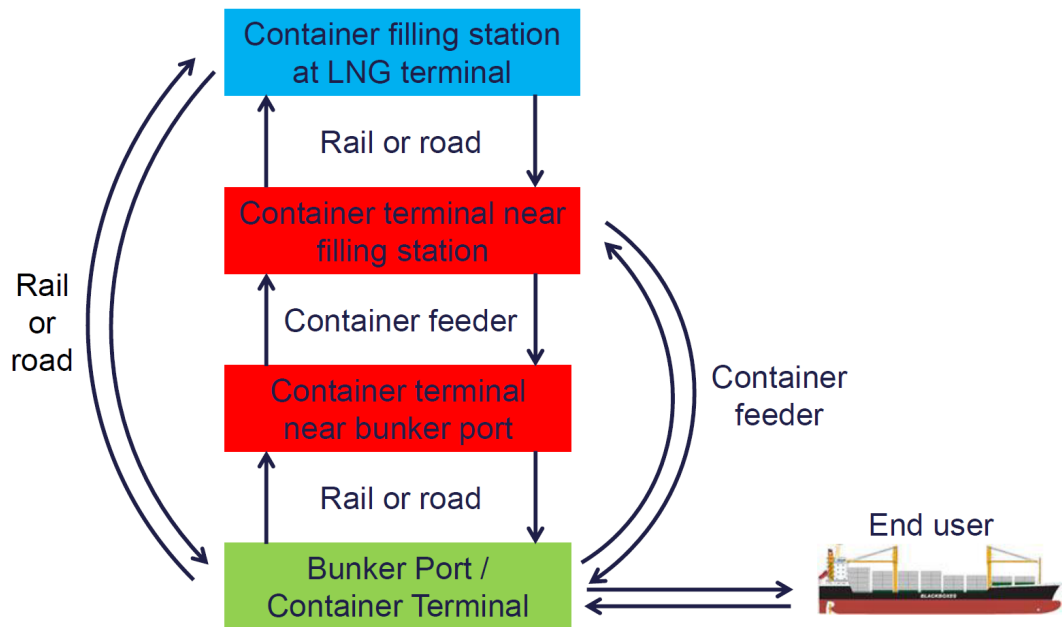 Container filling station
at LNG terminal
Rail or road
Container terminal near
filling station
Rail
or
road
Container feeder
Container terminal
near bunker port
Container
feeder
Rail or road
End user
Bunker Port /
Container Terminal
BLACKBOXES